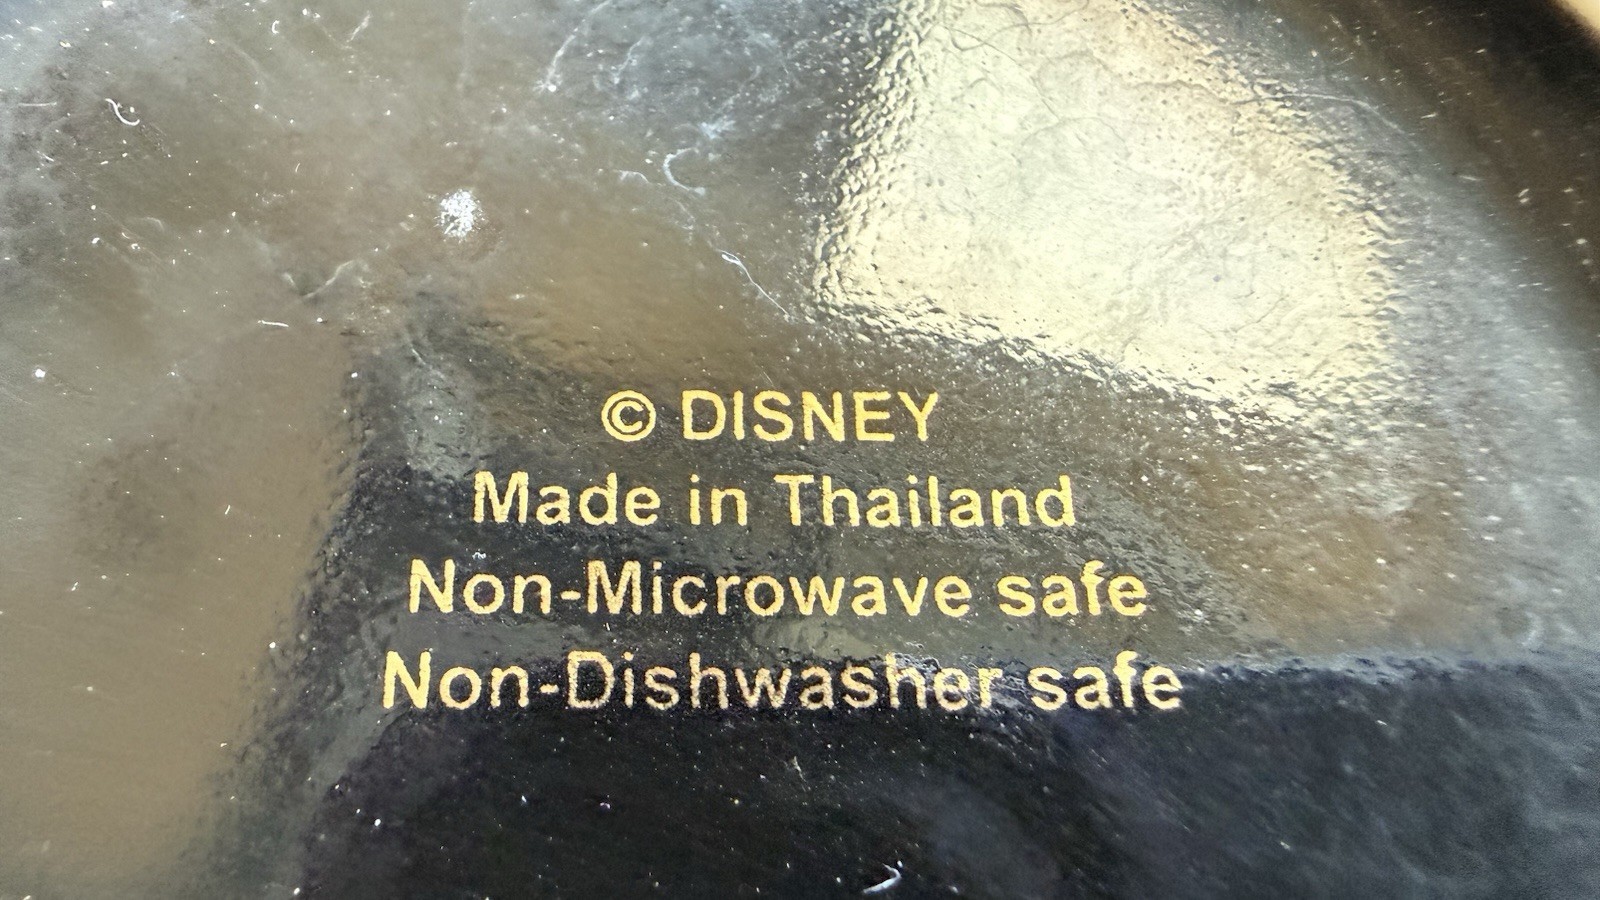 © DISNEY
Made in Thailand
Non-Microwave safe
Non-Dishwasher safe